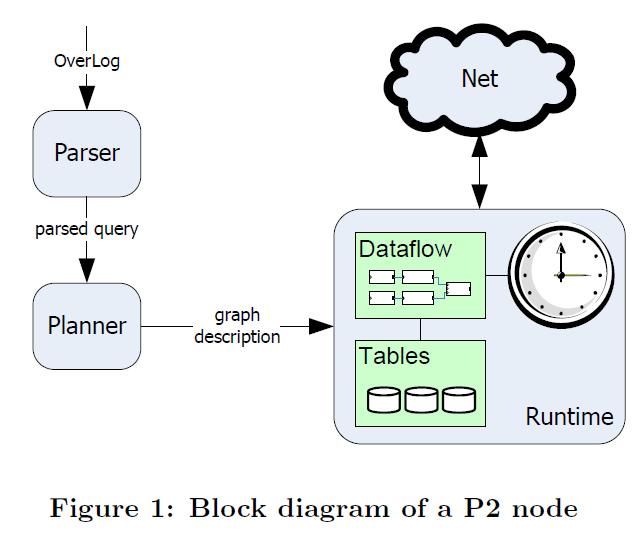 OverLog
Net
Parser
parsed query
Dataflow
Planner
graph
description
Tables
Runtime
Figure 1: Block diagram of a P2 node